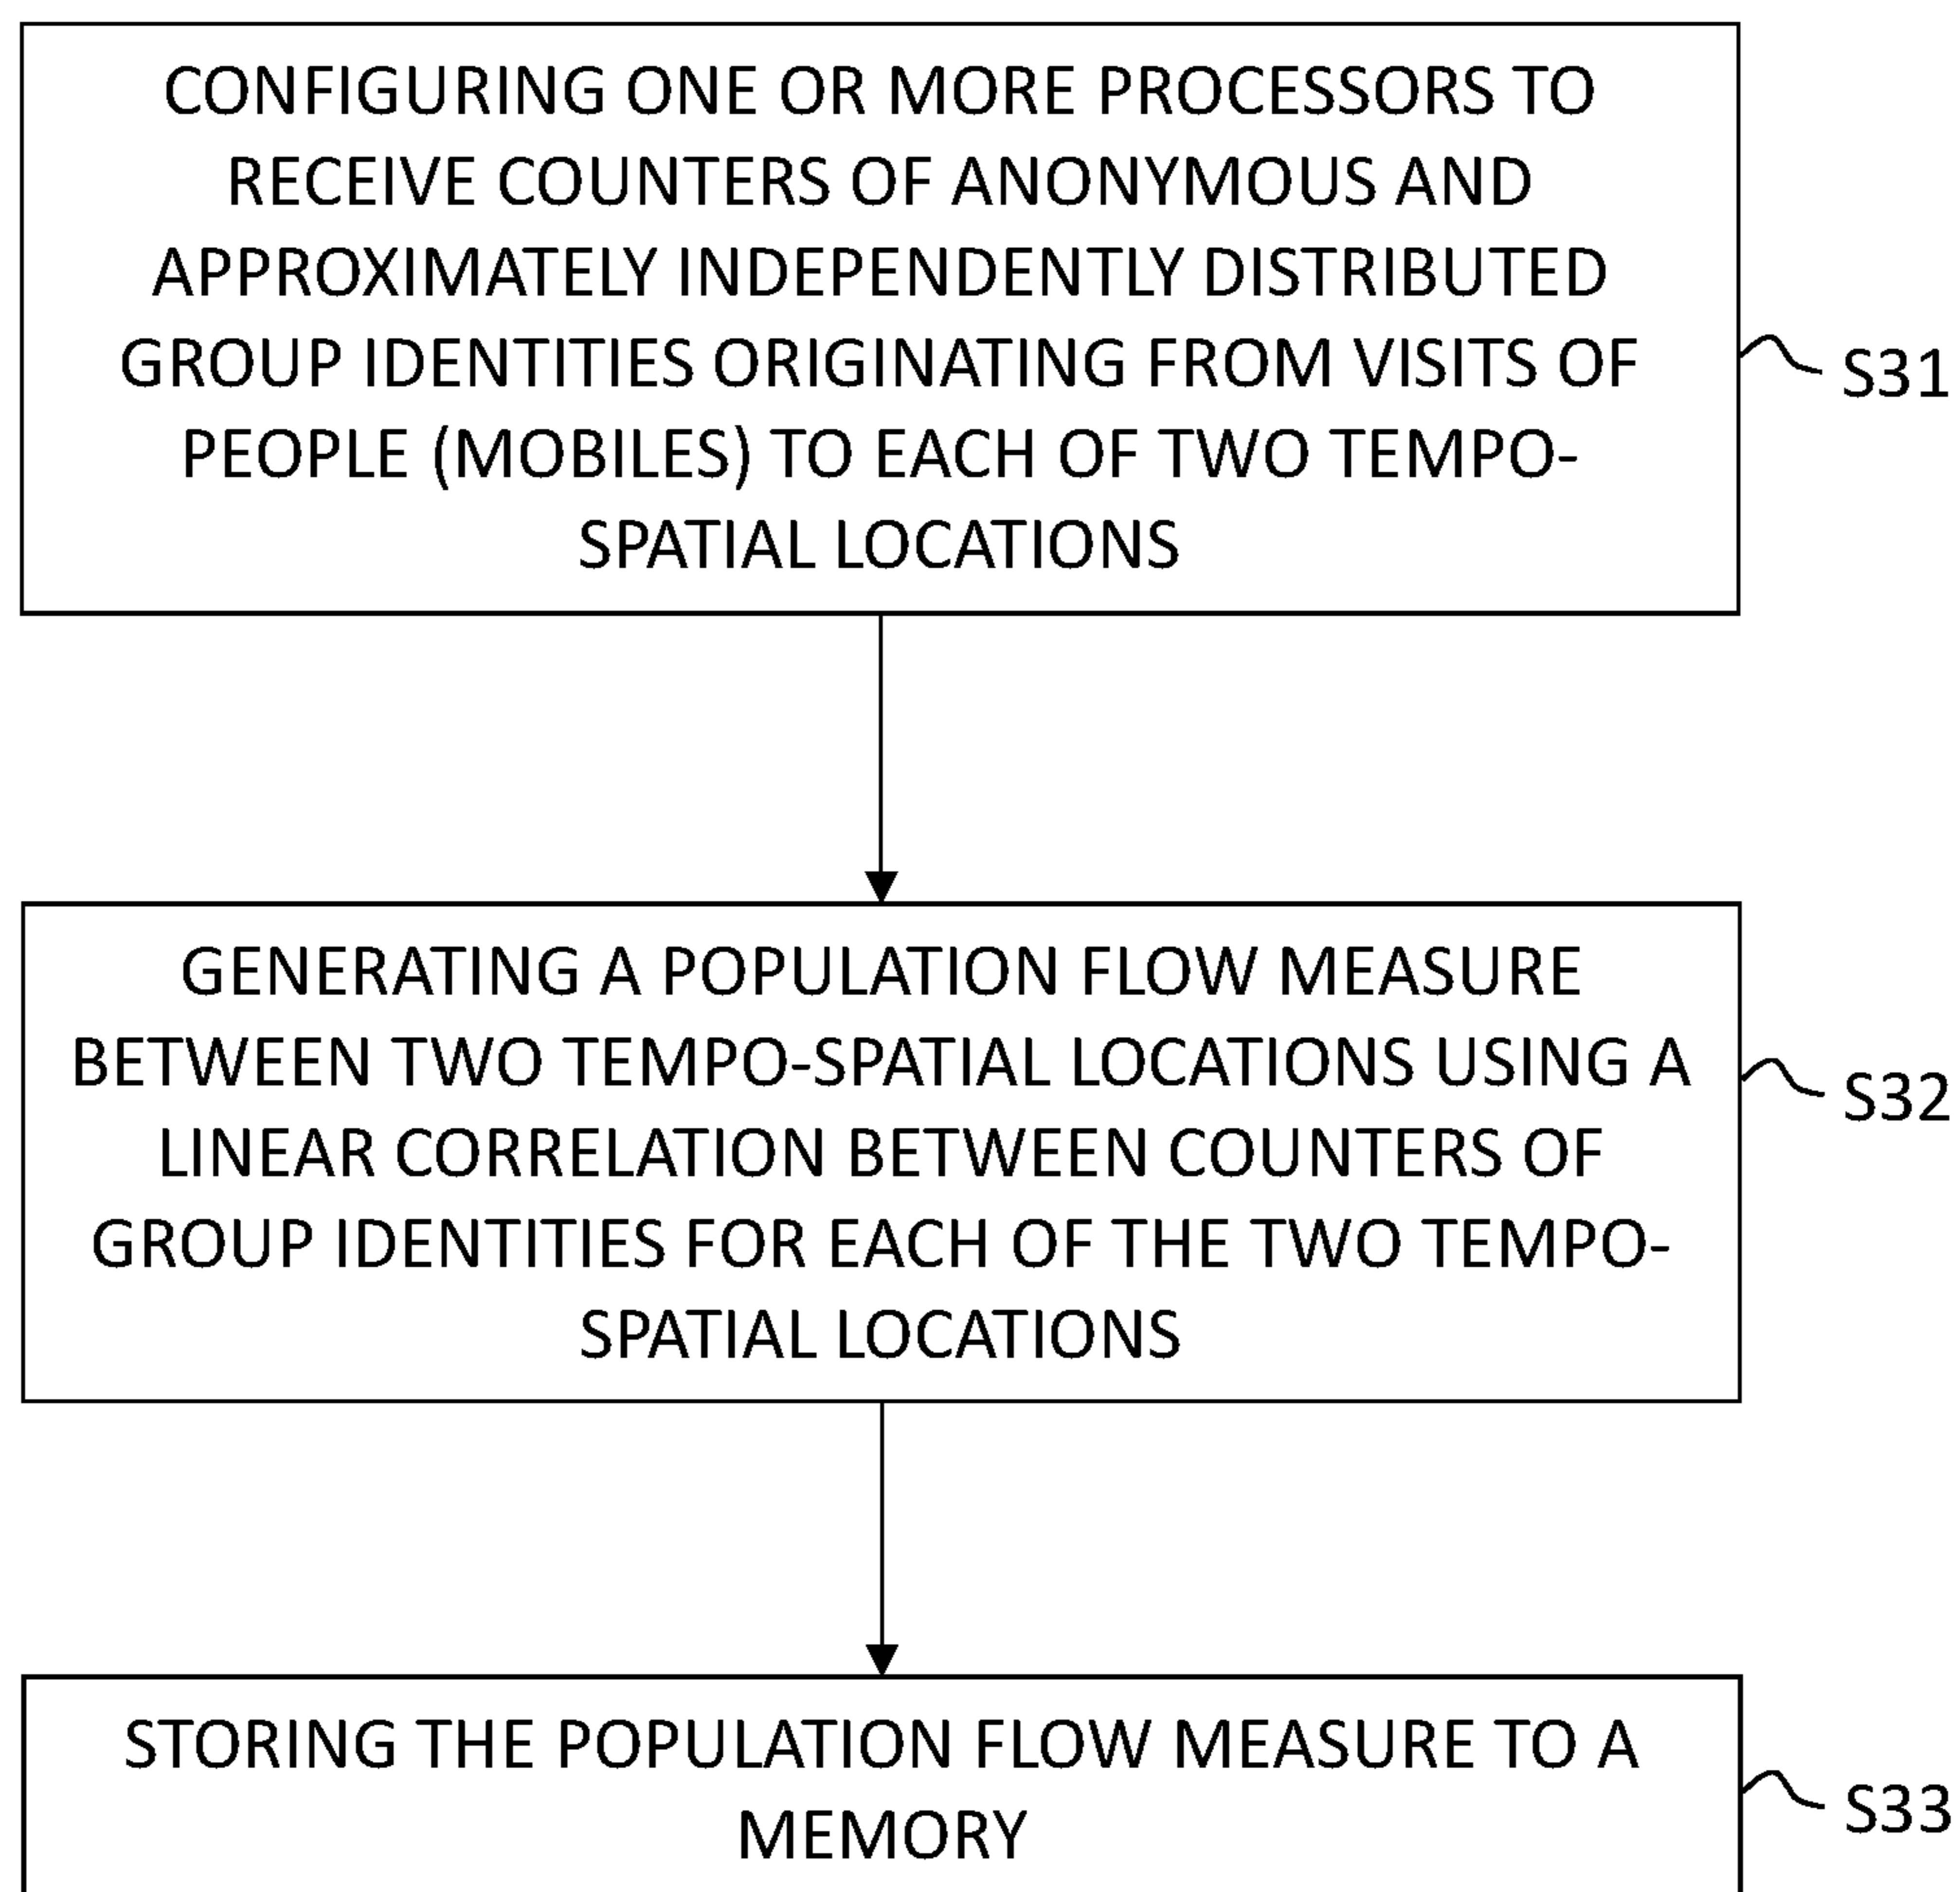 CONFIGURING ONE OR MORE PROCESSORS TO
RECEIVE COUNTERS OF ANONYMOUS AND
APPROXIMATELY INDEPENDENTLY DISTRIBUTED
GROUP IDENTITIES ORIGINATING FROM VISITS OF
PEOPLE (MOBILES) TO EACH OF TWO TEMPO-
SPATIAL LOCATIONS
S31
GENERATING A POPULATION FLOW MEASURE
BETWEEN TWO TEMPO-SPATIAL LOCATIONS USING A
LINEAR CORRELATION BETWEEN COUNTERS OF
GROUP IDENTITIES FOR EACH OF THE TWO TEMPO-
SPATIAL LOCATIONS
S32
STORING THE POPULATION FLOW MEASURE TO A
MEMORY
S33